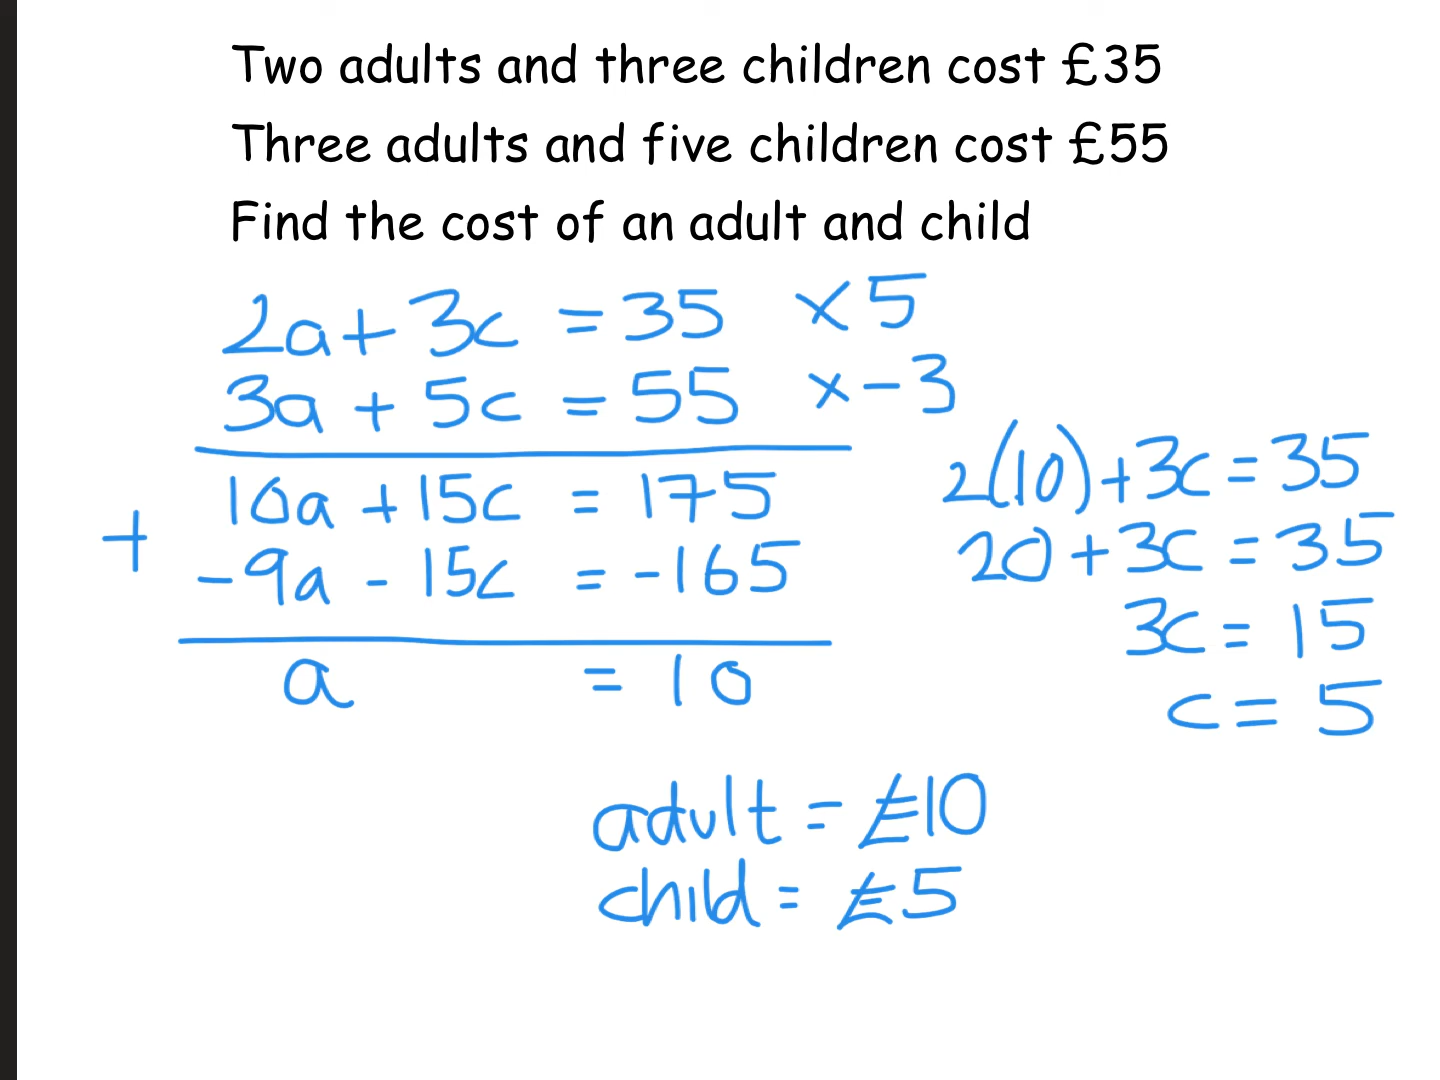 Two adults and three children cost £35
Three adults and five children cost £55
Find the cost of an adult and child
2a + 3c = 35 ×5
3a + 5c = 55 × -3
10a + 15c = 175
+
-9a - 15c = -165
a = 10
2(10) + 3c = 35
20 + 3c = 35
3c = 15
c = 5
adult = £10
child = £5